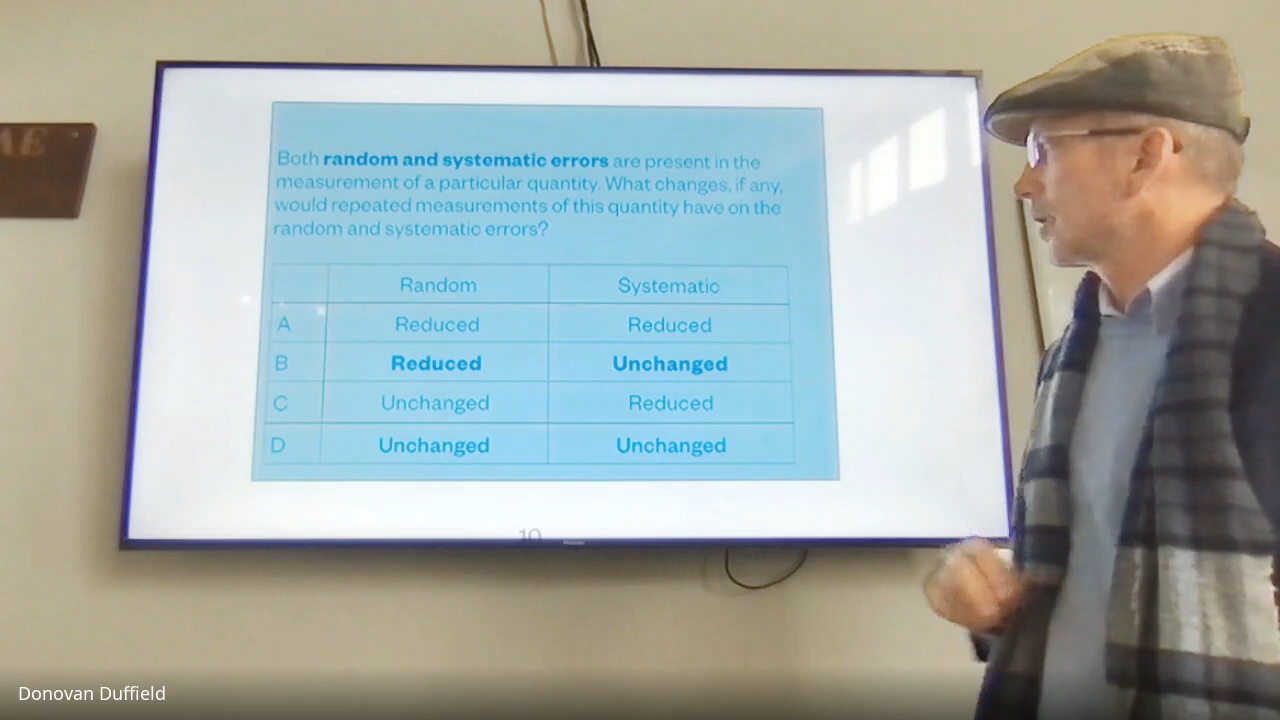 AE
Both random and systematic errors are present in the
measurement of a particular quantity. What changes, if any,
would repeated measurements of this quantity have on the
random and systematic errors?
Random Systematic
A Reduced Reduced
B Reduced Unchanged
C Unchanged Reduced
D Unchanged Unchanged
10
Donovan Duffield